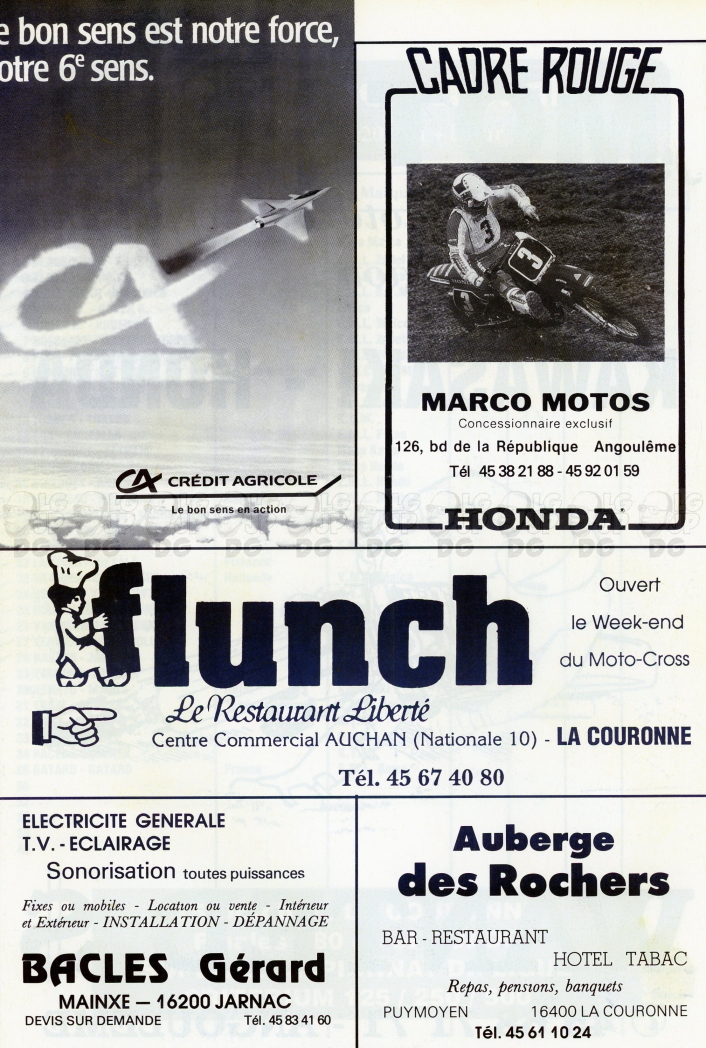 e bon sens est notre force,
otre 6e sens.
CA
CA CRÉDIT AGRICOLE
Le bon sens en action
CADRE ROUGE
3
3
MARCO MOTOS
Concessionnaire exclusif
126, bd de la République Angoulême
Tél 45 38 21 88 - 45 92 01 59
HONDA
flunch
Le Restaurant Liberté
Ouvert
le Week-end
du Moto-Cross
Centre Commercial AUCHAN (Nationale 10) - LA COURONNE
Tél. 45 67 40 80
ELECTRICITE GENERALE
T.V. - ECLAIRAGE
Sonorisation toutes puissances
Fixes ou mobiles - Location ou vente - Intérieur
et Extérieur - INSTALLATION - DÉPANNAGE
BACLES Gérard
MAINXE — 16200 JARNAC
DEVIS SUR DEMANDE Tél. 45 83 41 60
Auberge
des Rochers
BAR - RESTAURANT
HOTEL TABAC
Repas, pensions, banquets
PUYMOYEN 16400 LA COURONNE
Tél. 45 61 10 24